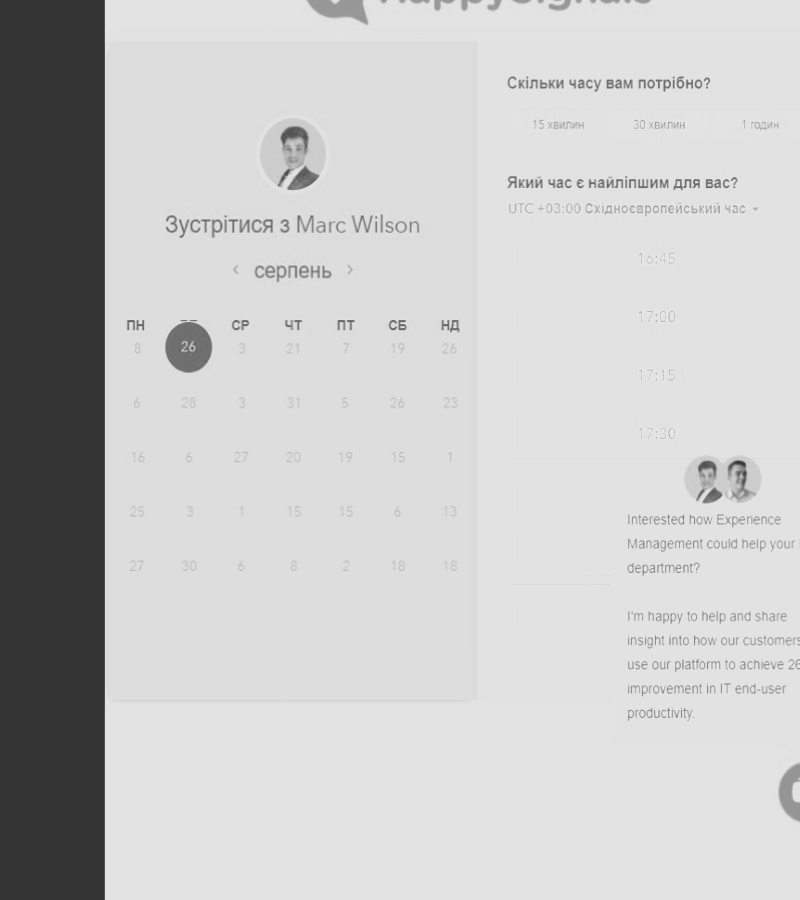 HappySignals
Зустрітися з Marc Wilson
серпень
ПН СР ЧТ ПТ СБ НД
8 26 3 21 7 19 26
6 28 3 31 5 26 23
16 6 27 20 19 15 1
25 3 1 15 15 6 13
27 30 6 8 2 18 18
Скільки часу вам потрібно?
15 хвилин 30 хвилин 1 годин
Який час є найліпшим для вас?
UTC +03:00 Східноєвропейський час
16:45
17:00
17:15
17:30
Interested how Experience
Management could help your
department?
I'm happy to help and share
insight into how our customers
use our platform to achieve 26
improvement in IT end-user
productivity.